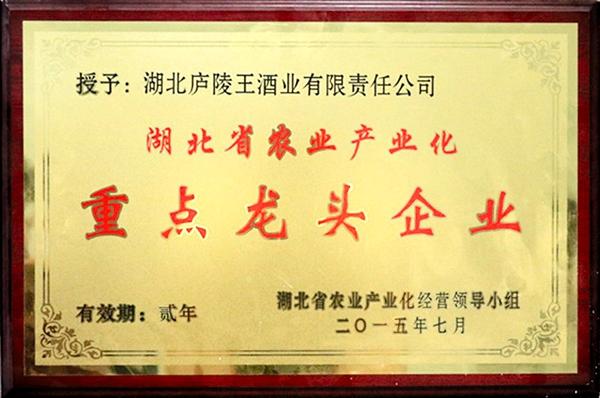 授予：湖北庐陵王酒业有限责任公司
湖北省农业产业化
重点龙头企业
有效期：贰年
湖北省农业产业化经营领导小组
二〇一五年七月